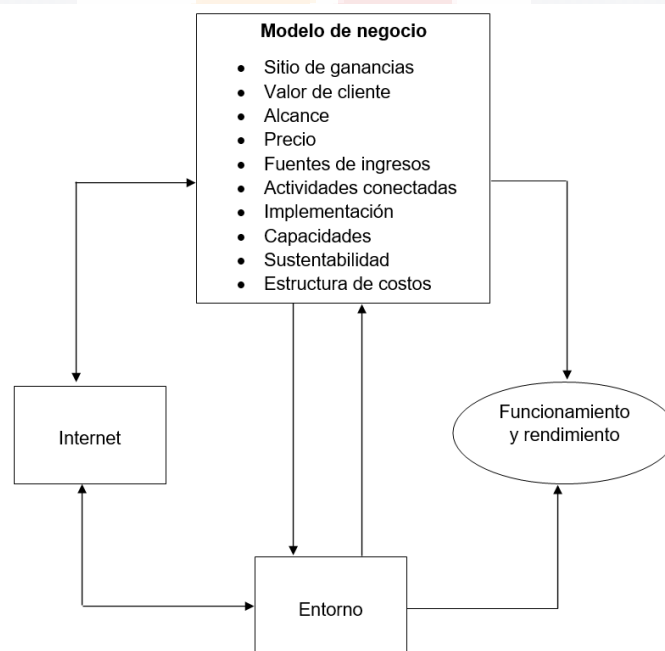 Modelo de negocio
Sitio de ganancias
Valor de cliente
Alcance
Precio
Fuentes de ingresos
Actividades conectadas
Implementación
Capacidades
Sustentabilidad
Estructura de costos
Internet
Funcionamiento
y rendimiento
Entorno